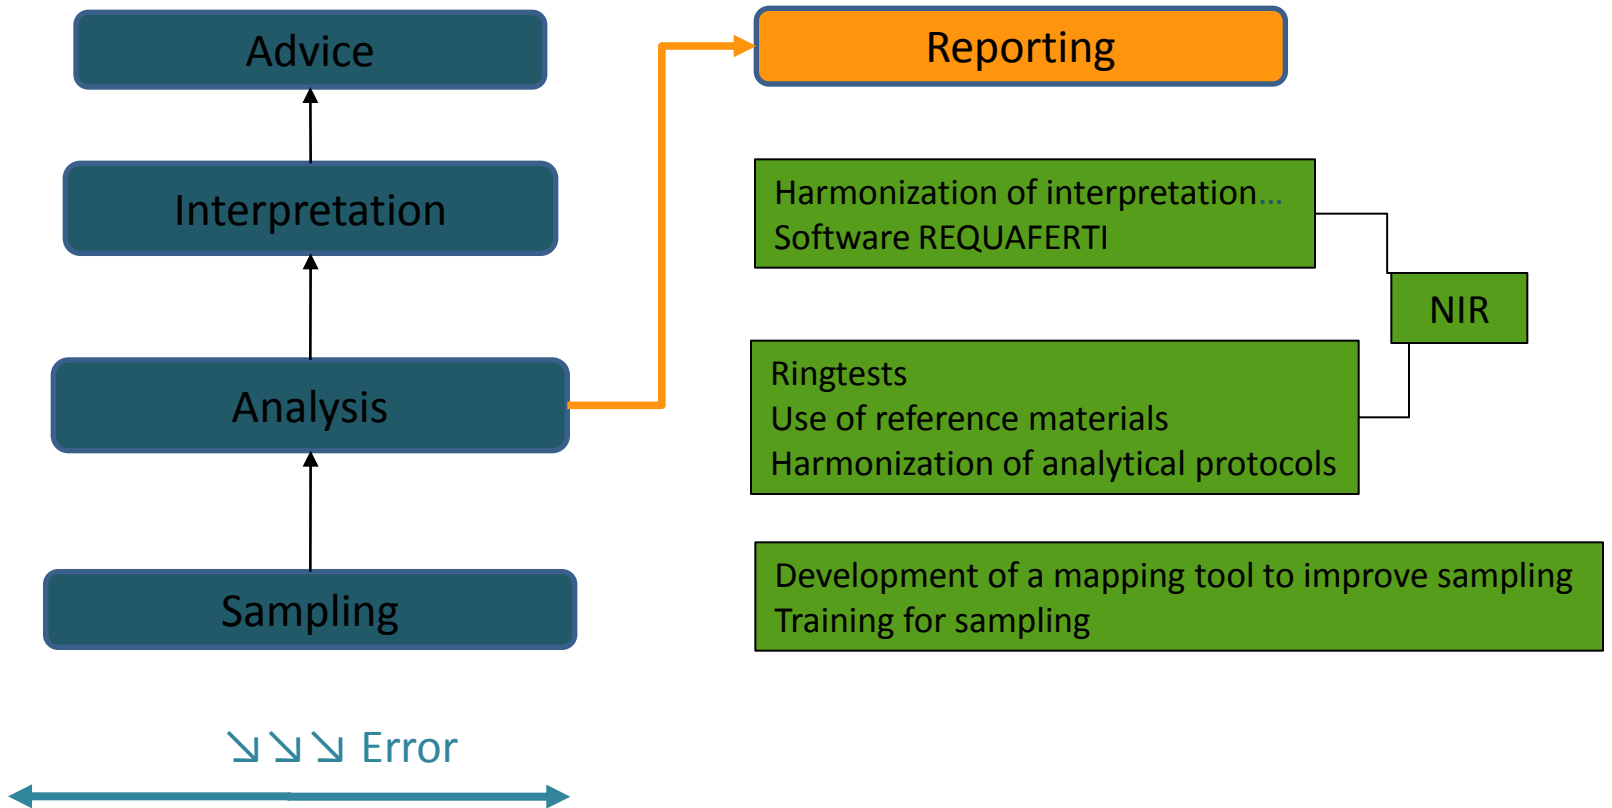 Advice
Reporting
Interpretation
Harmonization of interpretation...
Software REQUAFERTI
NIR
Analysis
Ringtests
Use of reference materials
Harmonization of analytical protocols
Sampling
Development of a mapping tool to improve sampling
Training for sampling
↘↘↘ Error